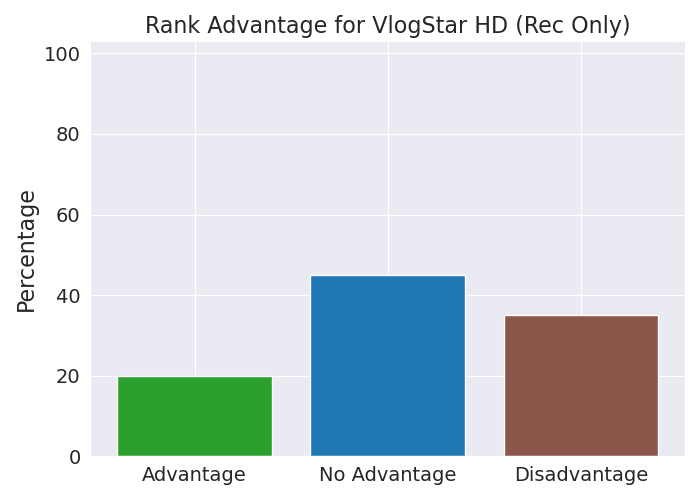 Rank Advantage for VlogStar HD (Rec Only)
100
80
60
40
20
0
Percentage
Advantage
No Advantage
Disadvantage